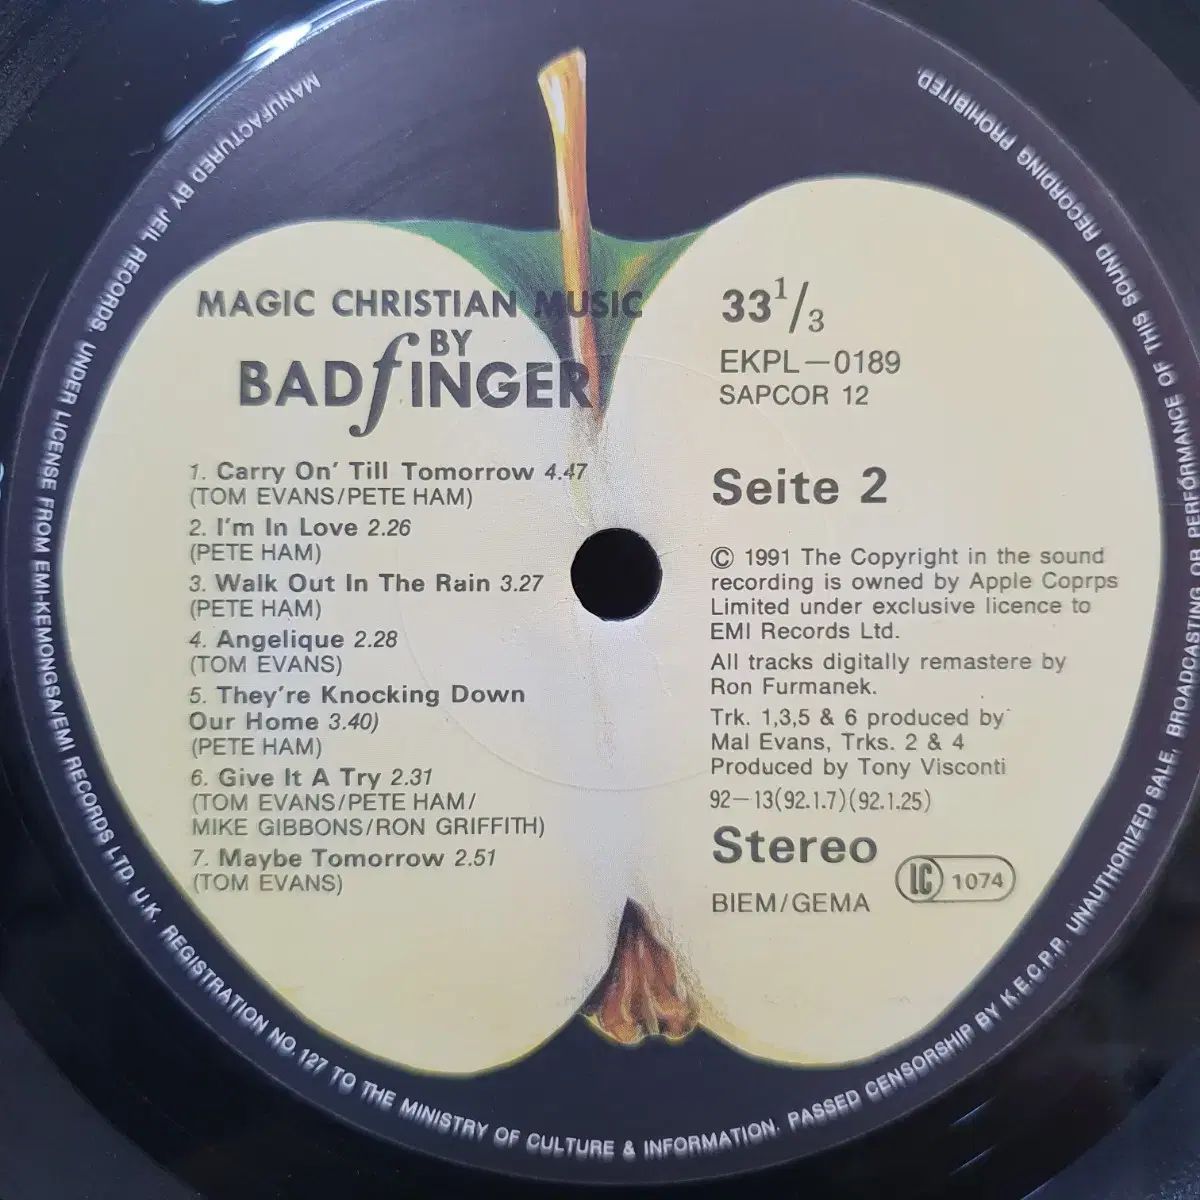 MAGIC CHRISTIAN MUSIC
BY
BADfINGER
1. Carry On' Till Tomorrow 4.47
(TOM EVANS/PETE HAM)
2. I'm In Love 2.26
(PETE HAM)
3. Walk Out In The Rain 3.27
(PETE HAM)
4. Angelique 2.28
(TOM EVANS)
5. They're Knocking Down
Our Home 3.40)
(PETE HAM)
6. Give It A Try 2.31
(TOM EVANS/PETE HAM/
MIKE GIBBONS/RON GRIFFITH)
7. Maybe Tomorrow 2.51
(TOM EVANS)
33 1/3
EKPL-0189
SAPCOR 12
Seite 2
© 1991 The Copyright in the sound
recording is owned by Apple Coprps
Limited under exclusive licence to
EMI Records Ltd.
All tracks digitally remastere by
Ron Furmanek.
Trk. 1,3,5 & 6 produced by
Mal Evans, Trks. 2 & 4
Produced by Tony Visconti
92-13(92.1.7)(92.1.25)
Stereo
LC 1074
BIEM/GEMA
MANUFACTURED BY JEIL RECORDS, UNDER LICENSE FROM EMI-KEMONGSA/EMI RECORDS LTD. U.K. REGISTRATION NO. 127 TO THE MINISTRY OF CULTURE & INFORMATION. PASSED CENSORSHIP BY K.E.C.P.P. UNAUTHORIZED SALE, BROADCASTING OR PERFORMANCE OF THIS SOUND RECORDING PROHIBITED.